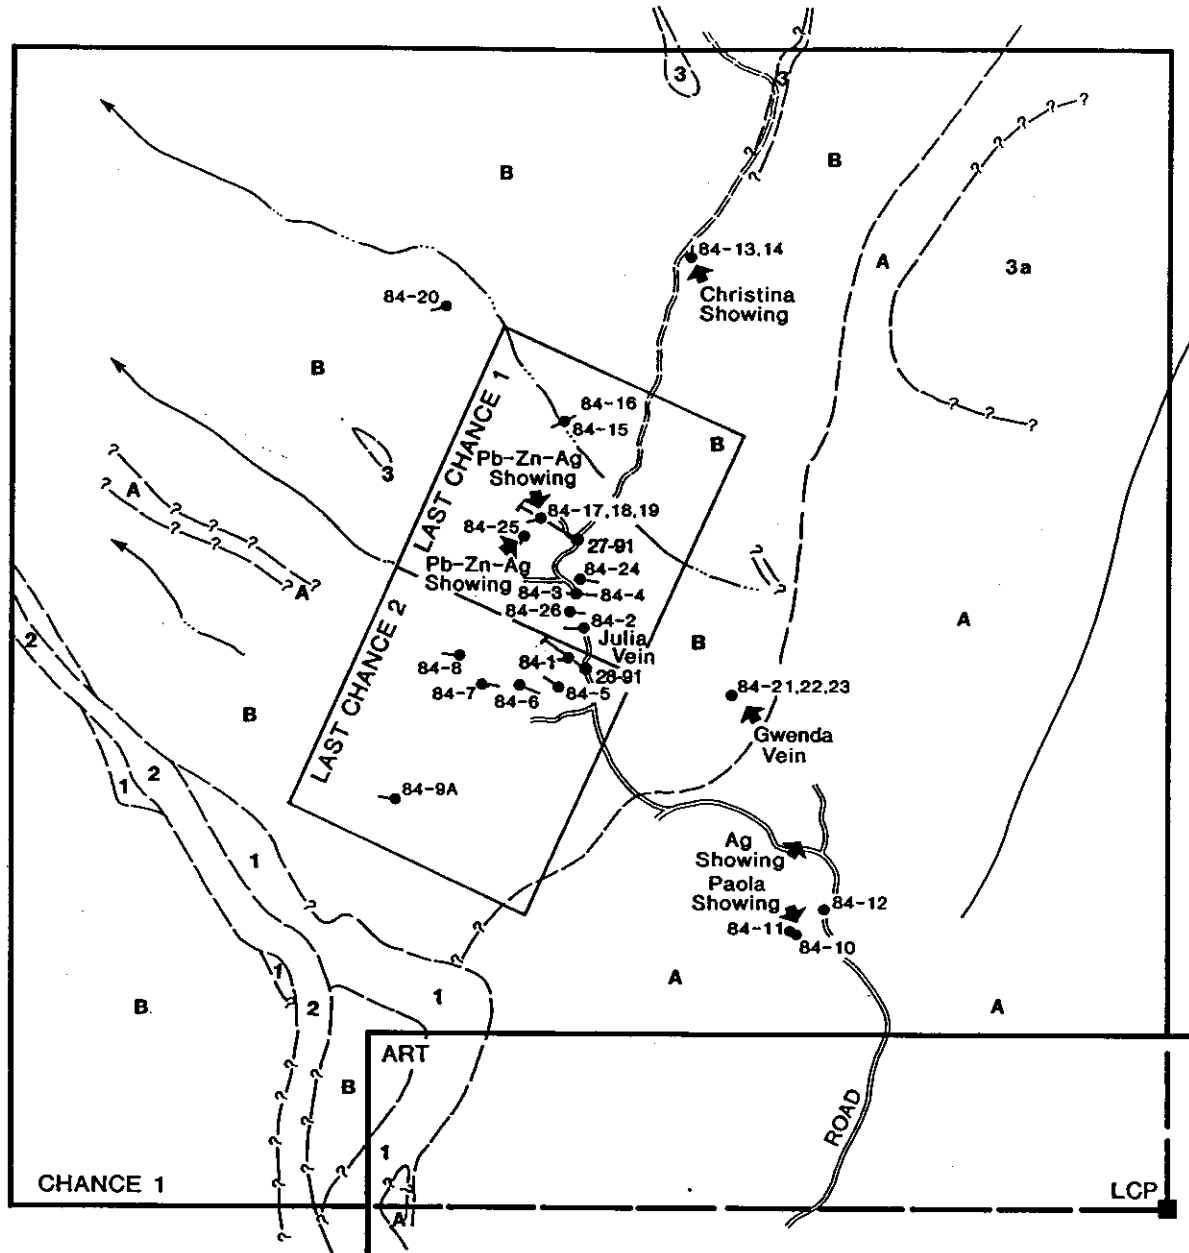 3
3
?
B
B
?
?
84-13,14
A
3a
Christina
Showing
84-20
B
LAST CHANCE 1
84-16
84-15
B
Pb-Zn-Ag
Showing
3
84-17,18,19
84-25
27-91
Pb-Zn-Ag
Showing
84-24
84-3
84-4
84-26
84-2
Julia
Vein
A
A
A
2
LAST CHANCE 2
B
84-8
84-1
28-91
84-7
84-6
84-5
84-21,22,23
Gwenda
Vein
B
1
2
84-9A
1
Ag
Showing
Paola
Showing
84-12
84-11
84-10
1
2
1
A
A
B
ART
B
ROAD
1
CHANCE 1
A
LCP